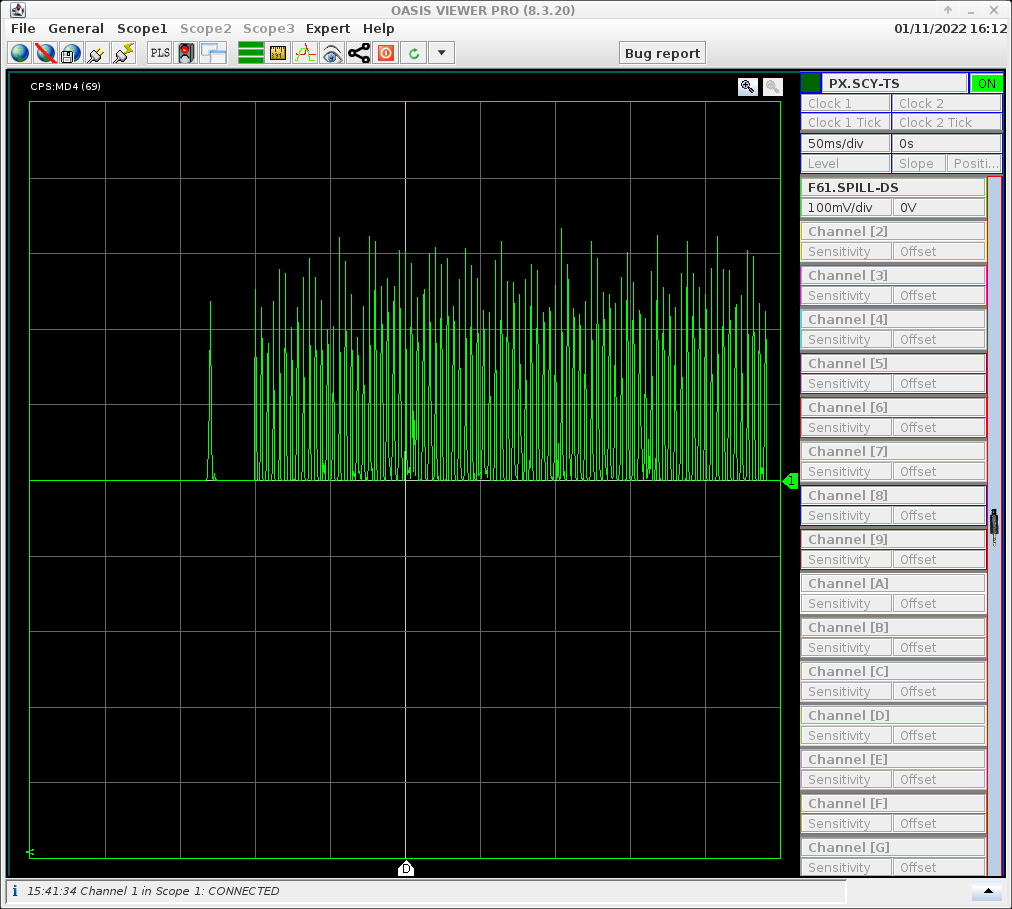 OASIS VIEWER PRO (8.3.20)
File General Scope1 Scope2 Scope3 Expert Help 01/11/2022 16:12
PLS Bug report
CPS:MD4 (69)
PX.SCY-TS ON
Clock 1 Clock 2
Clock 1 Tick Clock 2 Tick
50ms/div 0s
Level Slope Positi...
F61.SPILL-DS
100mV/div 0V
Channel [2]
Sensitivity Offset
Channel [3]
Sensitivity Offset
Channel [4]
Sensitivity Offset
Channel [5]
Sensitivity Offset
Channel [6]
Sensitivity Offset
Channel [7]
Sensitivity Offset
1
Channel [8]
Sensitivity Offset
Channel [9]
Sensitivity Offset
Channel [A]
Sensitivity Offset
Channel [B]
Sensitivity Offset
Channel [C]
Sensitivity Offset
Channel [D]
Sensitivity Offset
Channel [E]
Sensitivity Offset
Channel [F]
Sensitivity Offset
Channel [G]
Sensitivity Offset
D
15:41:34 Channel 1 in Scope 1: CONNECTED